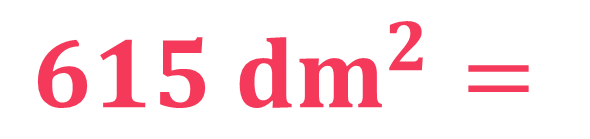 615 dm² =